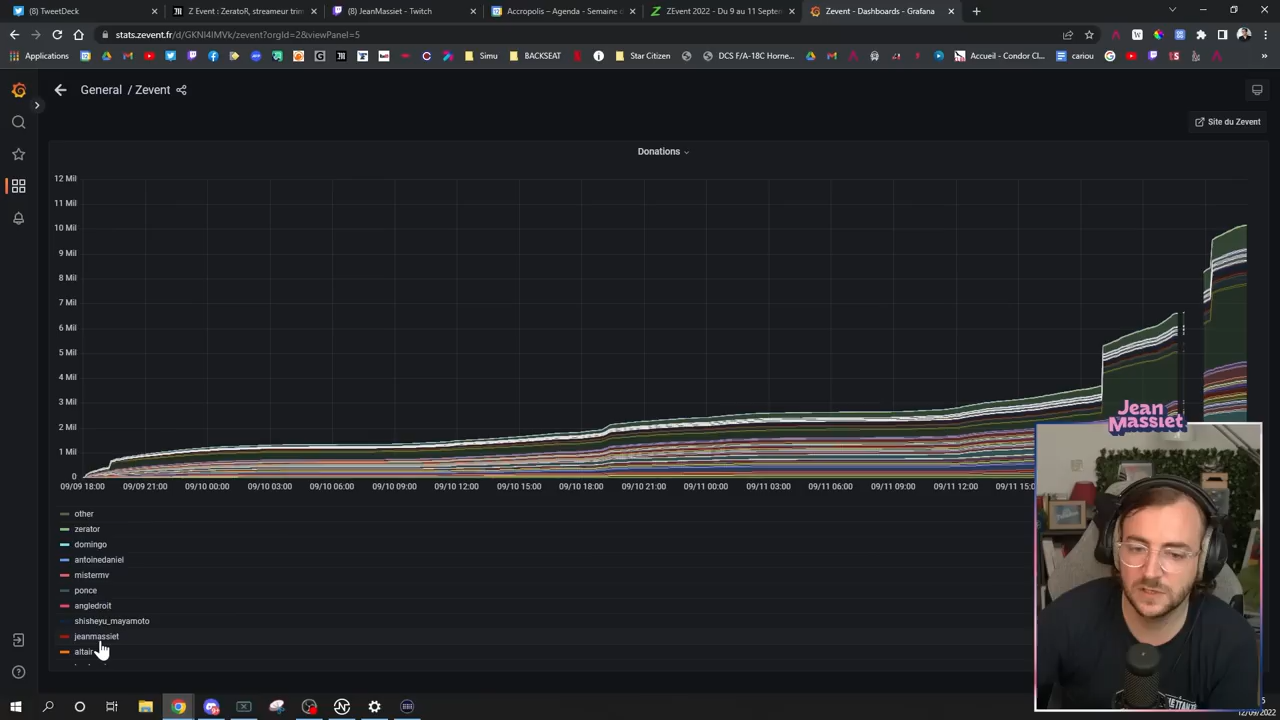 (8) TweetDeck
Z Event : ZeratoR, streameur trim
(8) JeanMassiet - Twitch
Accropolis – Agenda - Semaine d
ZEvent 2022 - Du 9 au 11 Septem
Zevent - Dashboards - Grafana
stats.zevent.fr/d/GKNI4IMVk/zevent?orgId=2&viewPanel=5
Applications
Simu
BACKSEAT
Star Citizen
DCS F/A-18C Horne...
Accueil - Condor Cl...
cariou
General / Zevent
Site du Zevent
Donations
12 Mil
11 Mil
10 Mil
9 Mil
8 Mil
7 Mil
6 Mil
5 Mil
4 Mil
3 Mil
2 Mil
1 Mil
0
09/09 18:00 09/09 21:00 09/10 00:00 09/10 03:00 09/10 06:00 09/10 09:00 09/10 12:00 09/10 15:00 09/10 18:00 09/10 21:00 09/11 00:00 09/11 03:00 09/11 06:00 09/11 09:00 09/11 12:00 09/11 15:
other
zerator
domingo
antoinedaniel
mistermv
ponce
angledroit
shisheyu_mayamoto
jeanmassiet
altair
Jean
Massiet
12/09/2022